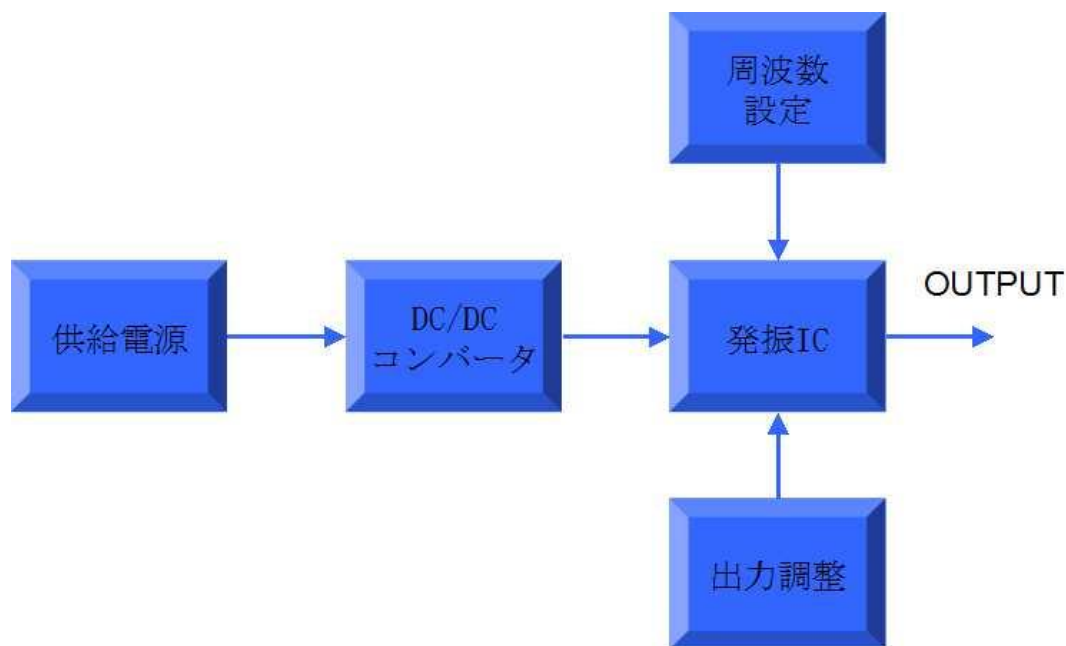 周波数
設定
OUTPUT
供給電源
DC/DC
コンバータ
発振IC
出力調整